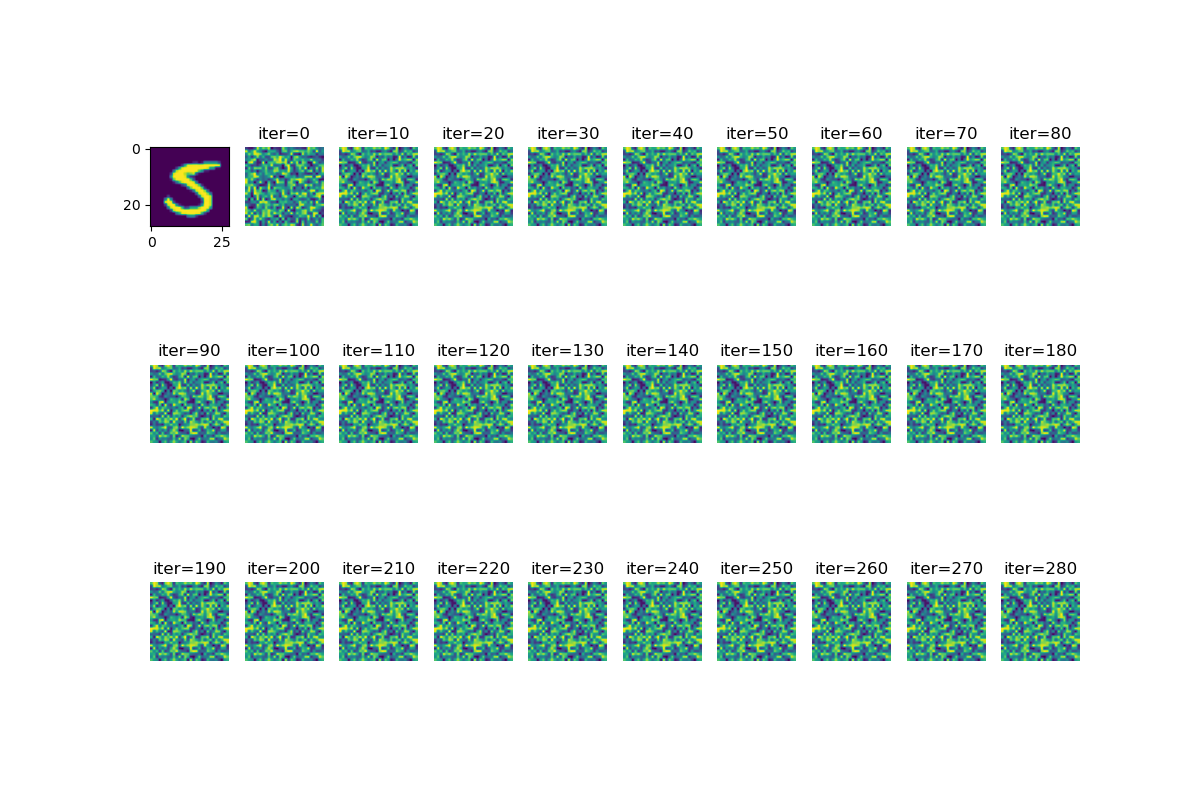 iter=0 iter=10 iter=20 iter=30 iter=40 iter=50 iter=60 iter=70 iter=80
0
5
20
0 25
iter=90 iter=100 iter=110 iter=120 iter=130 iter=140 iter=150 iter=160 iter=170 iter=180
iter=190 iter=200 iter=210 iter=220 iter=230 iter=240 iter=250 iter=260 iter=270 iter=280